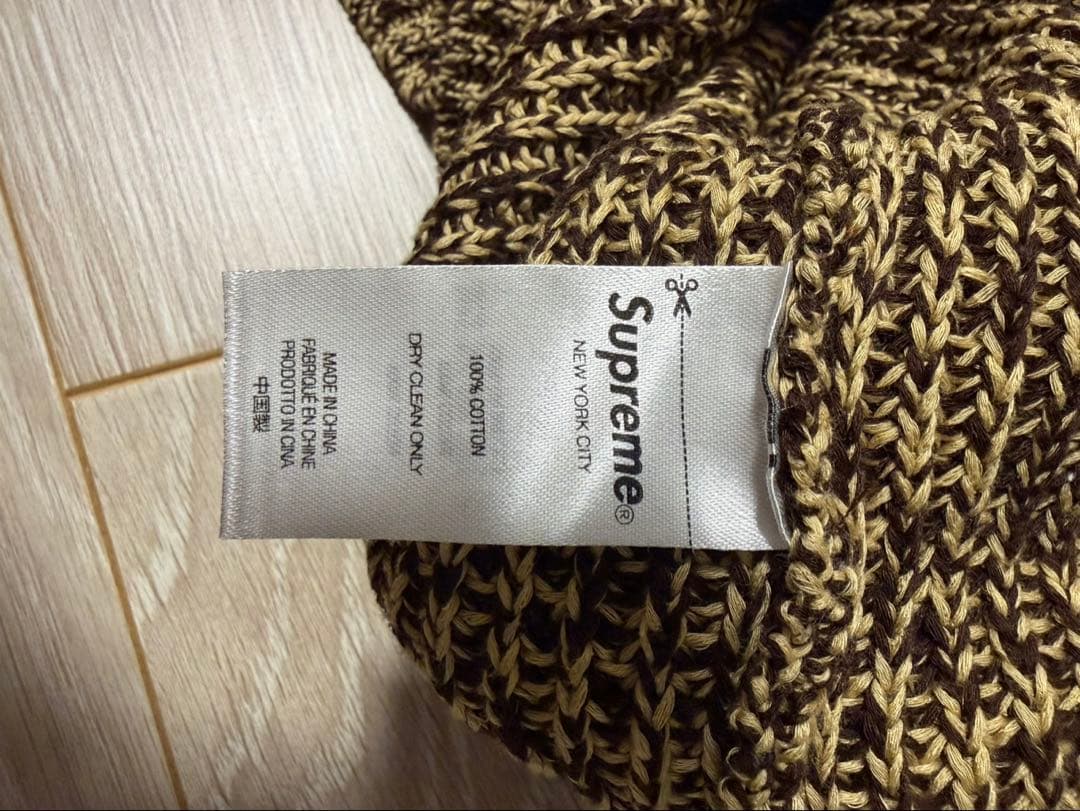 Supreme®
NEW YORK CITY
100% COTTON
DRY CLEAN ONLY
MADE IN CHINA
FABRIQUÉ EN CHINE
PRODOTTO IN CINA
中国製